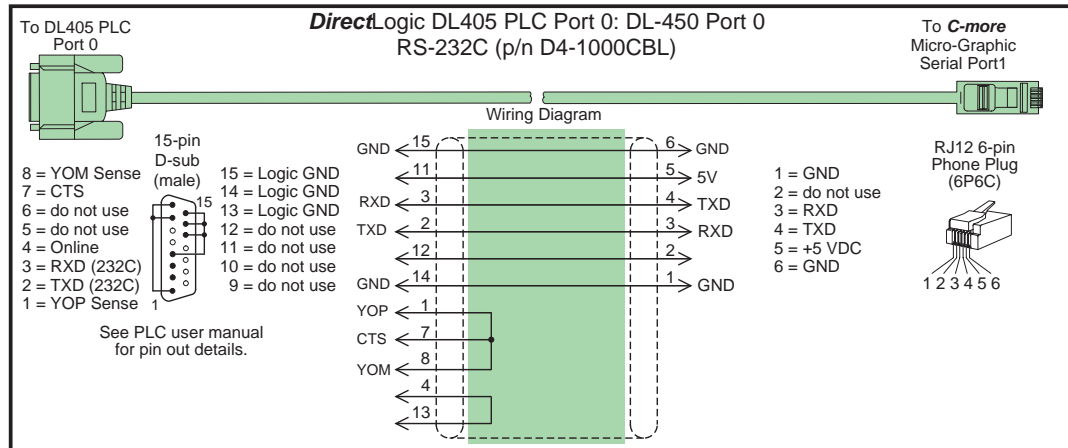 To DL405 PLC
Port 0
DirectLogic DL405 PLC Port 0: DL-450 Port 0
RS-232C (p/n D4-1000CBL)
To C-more
Micro-Graphic
Serial Port1
Wiring Diagram
15-pin
D-sub
(male)
8 = YOM Sense
7 = CTS
6 = do not use
5 = do not use
4 = Online
3 = RXD (232C)
2 = TXD (232C)
1 = YOP Sense
15
1
15 = Logic GND
14 = Logic GND
13 = Logic GND
12 = do not use
11 = do not use
10 = do not use
9 = do not use
See PLC user manual
for pin out details.
GND 15 6 GND
11 5 5V
RXD 3 4 TXD
TXD 2 3 RXD
12 2
GND 14 1 GND
YOP 1
CTS 7
YOM 8
4
13
1 = GND
2 = do not use
3 = RXD
4 = TXD
5 = +5 VDC
6 = GND
RJ12 6-pin
Phone Plug
(6P6C)
1 2 3 4 5 6